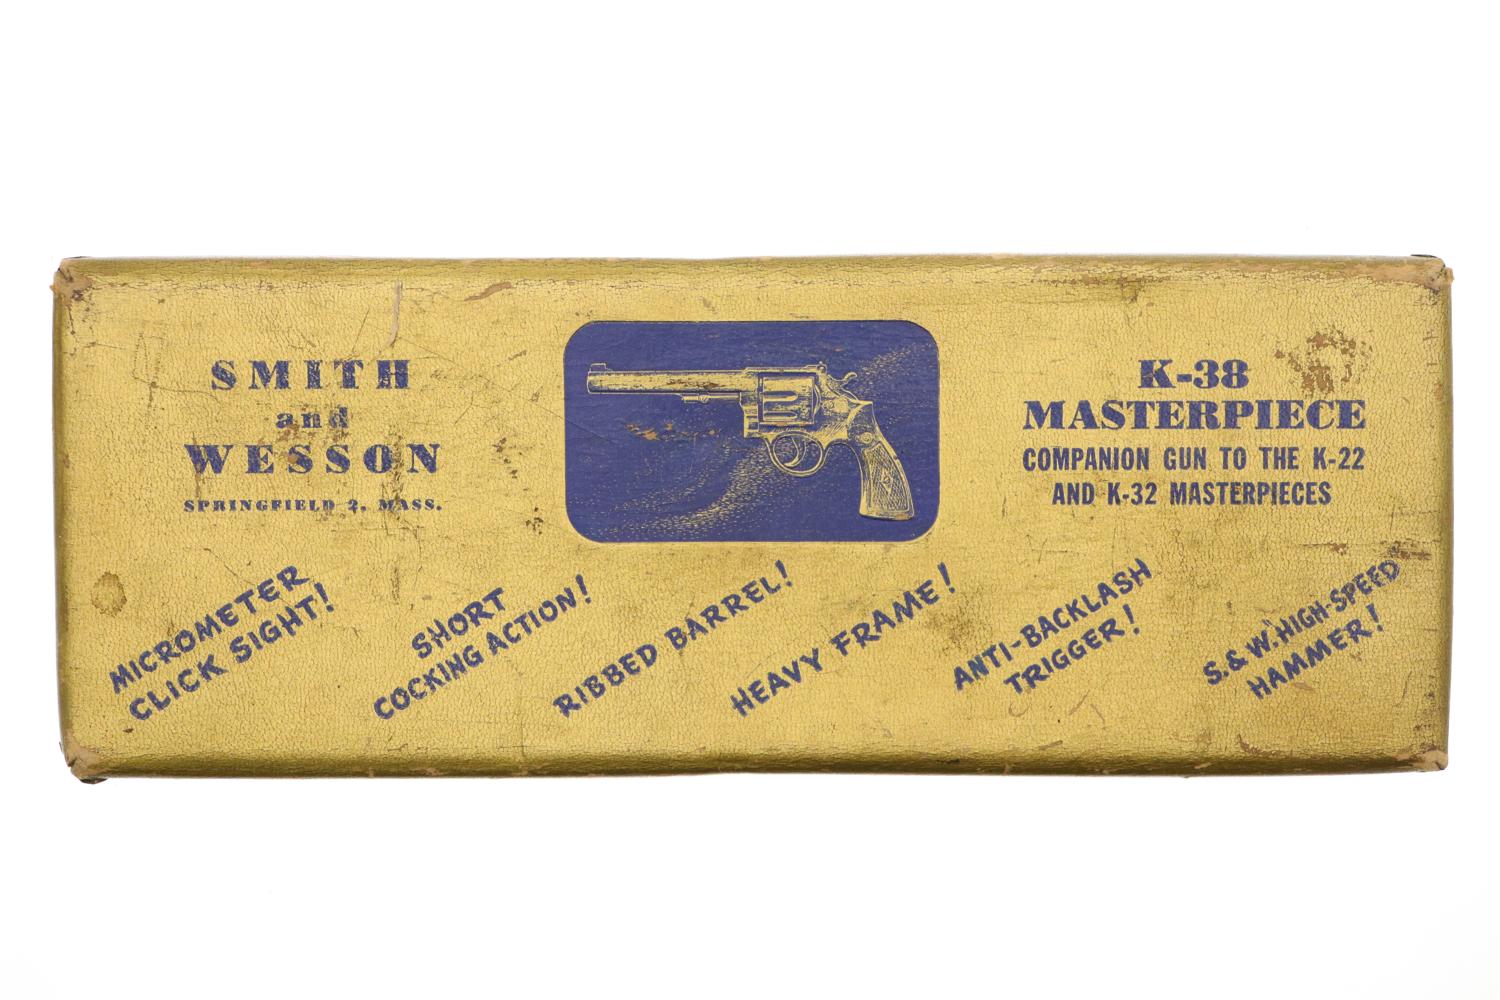 SMITH
and
WESSON
SPRINGFIELD 2, MASS.
K-38
MASTERPIECE
COMPANION GUN TO THE K-22
AND K-32 MASTERPIECES
MICROMETER
CLICK SIGHT!
SHORT
COCKING ACTION!
RIBBED BARREL!
HEAVY FRAME!
ANTI-BACKLASH
TRIGGER!
S.&W. HIGH-SPEED
HAMMER!